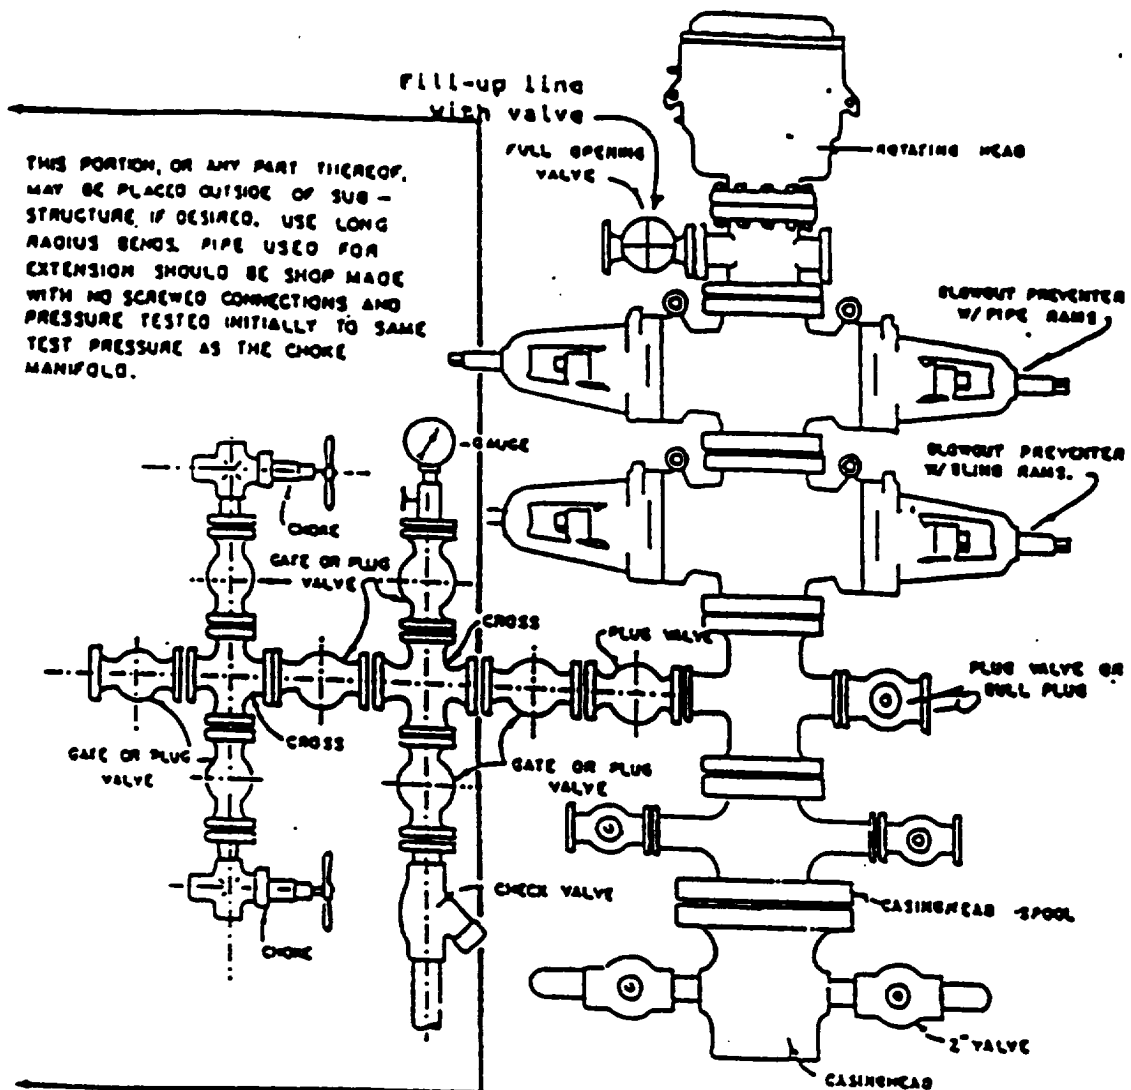 Fill-up line
with valve
FULL OPENING
VALVE
ROTATING HEAD
THIS PORTION, OR ANY PART THEREOF,
MAY BE PLACED OUTSIDE OF SUB-
STRUCTURE IF DESIRED. USE LONG
RADIUS BENDS. PIPE USED FOR
EXTENSION SHOULD BE SHOP MADE
WITH NO SCREWED CONNECTIONS AND
PRESSURE TESTED INITIALLY TO SAME
TEST PRESSURE AS THE CHOKE
MANIFOLD.
BLOWOUT PREVENTER
W/ PIPE RAMS
GAUGE
BLOWOUT PREVENTER
W/ BLIND RAMS.
CHOKE
GATE OR PLUG
VALVE
CROSS
PLUG VALVE
PLUG VALVE OR
BULL PLUG
CROSS
GATE OR PLUG
VALVE
GATE OR PLUG
VALVE
CHECK VALVE
CASINGHEAD SPOOL
CHOKE
2" VALVE
CASINGHEAD